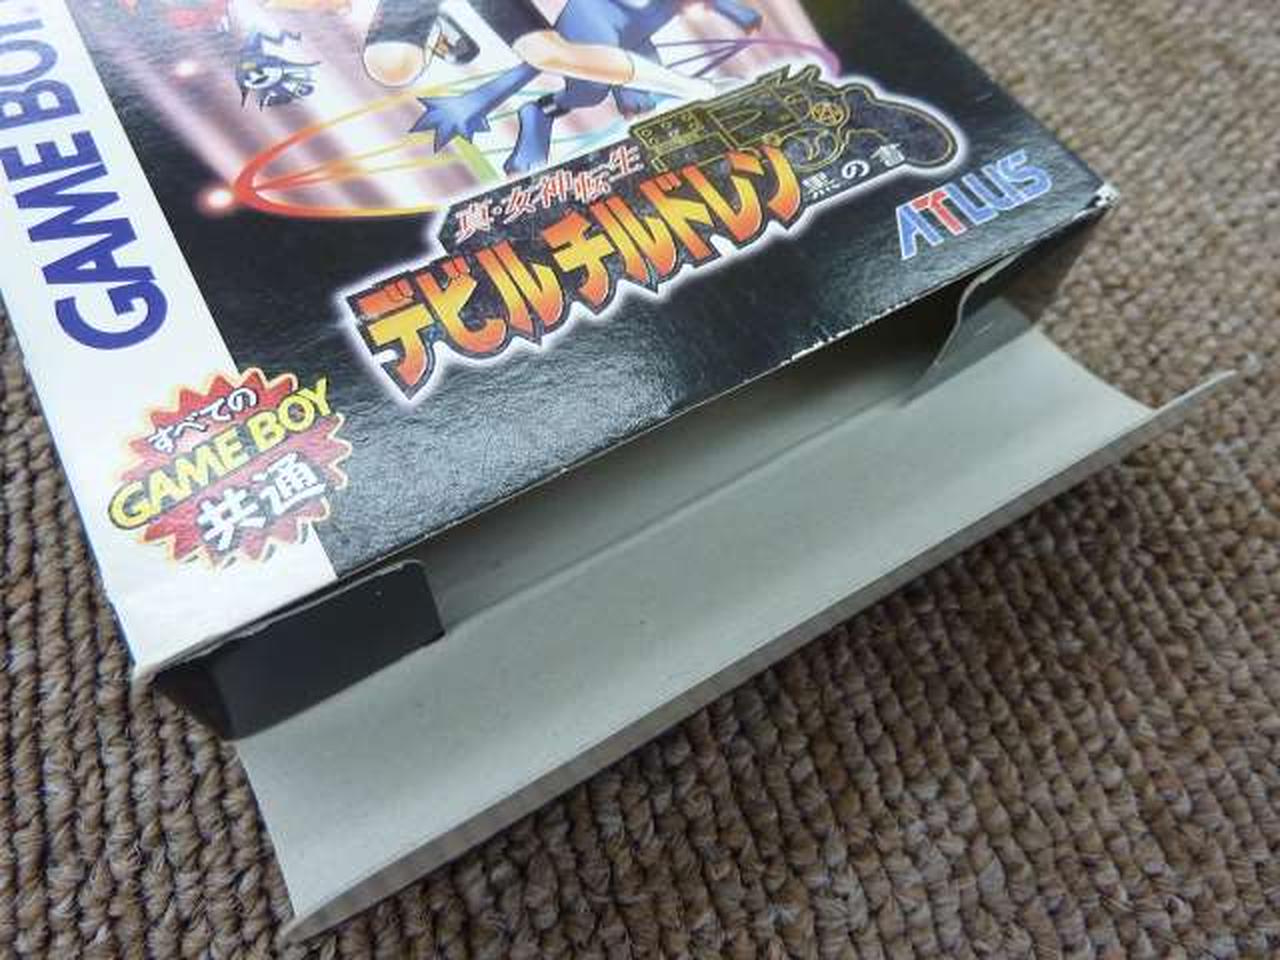 GAME BOY
真・女神転生
デビルチルドレン
黒の書
ATLUS
すべての
GAME BOY
共通